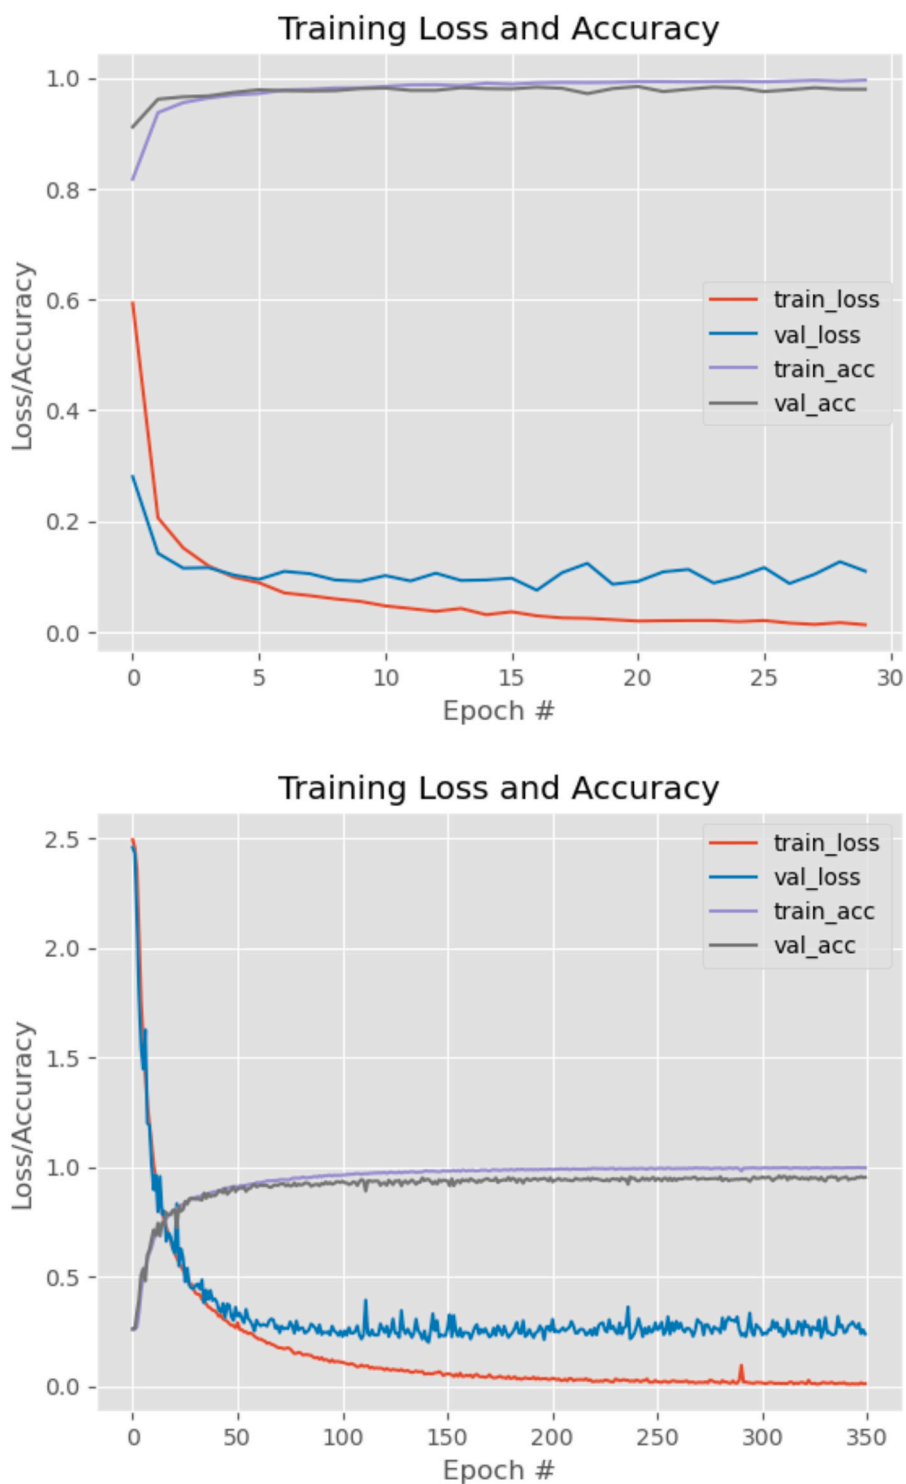 Training Loss and Accuracy
1.0
0.8
0.6
0.4
0.2
0.0
Loss/Accuracy
train_loss
val_loss
train_acc
val_acc
0 5 10 15 20 25 30
Epoch #
Training Loss and Accuracy
2.5
2.0
1.5
1.0
0.5
0.0
Loss/Accuracy
train_loss
val_loss
train_acc
val_acc
0 50 100 150 200 250 300 350
Epoch #